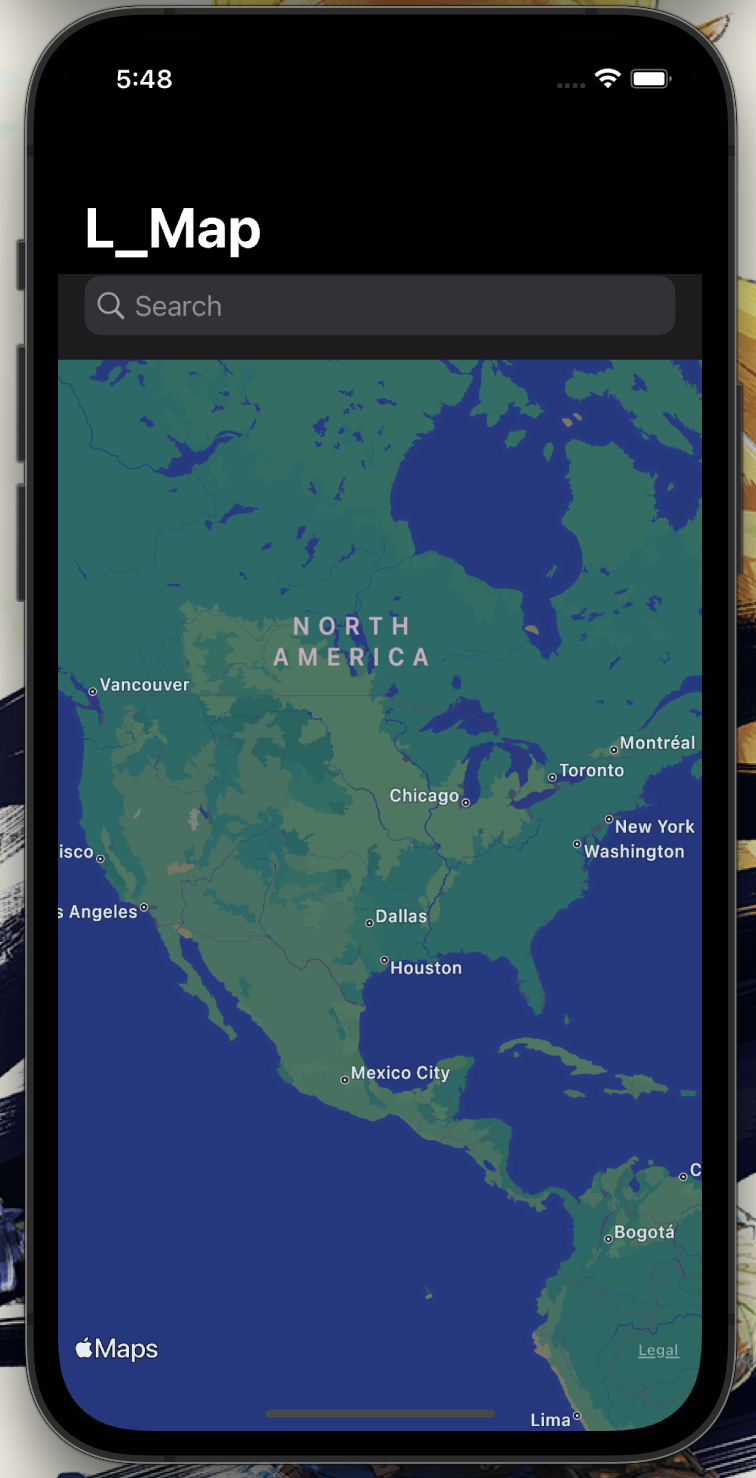 5:48
L_Map
Search
NORTH
AMERICA
Vancouver
Montréal
Toronto
Chicago
New York
isco
Washington
s Angeles
Dallas
Houston
Mexico City
C
Bogotá
Maps
Legal
Lima